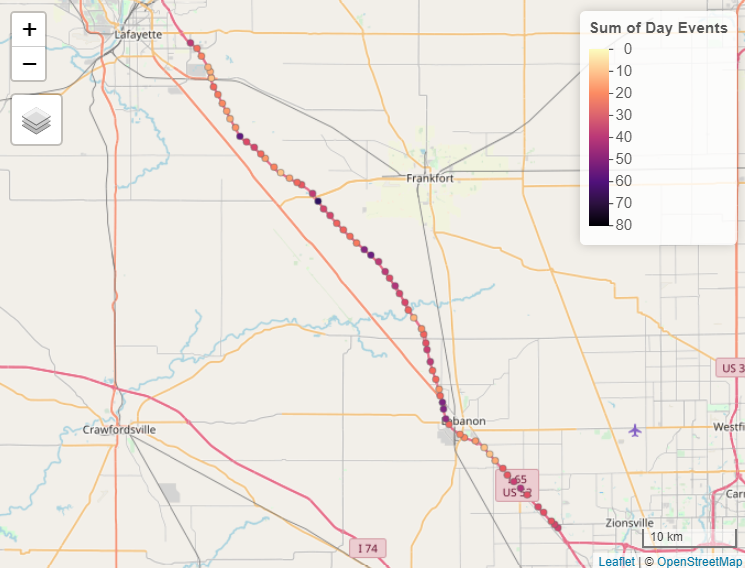 +
−
Lafayette
Sum of Day Events
0
10
20
30
40
50
60
70
80
Frankfort
US 3
Lebanon
Crawfordsville
Westfi
I 65
US 52
Carm
Zionsville
10 km
I 74
Leaflet | © OpenStreetMap